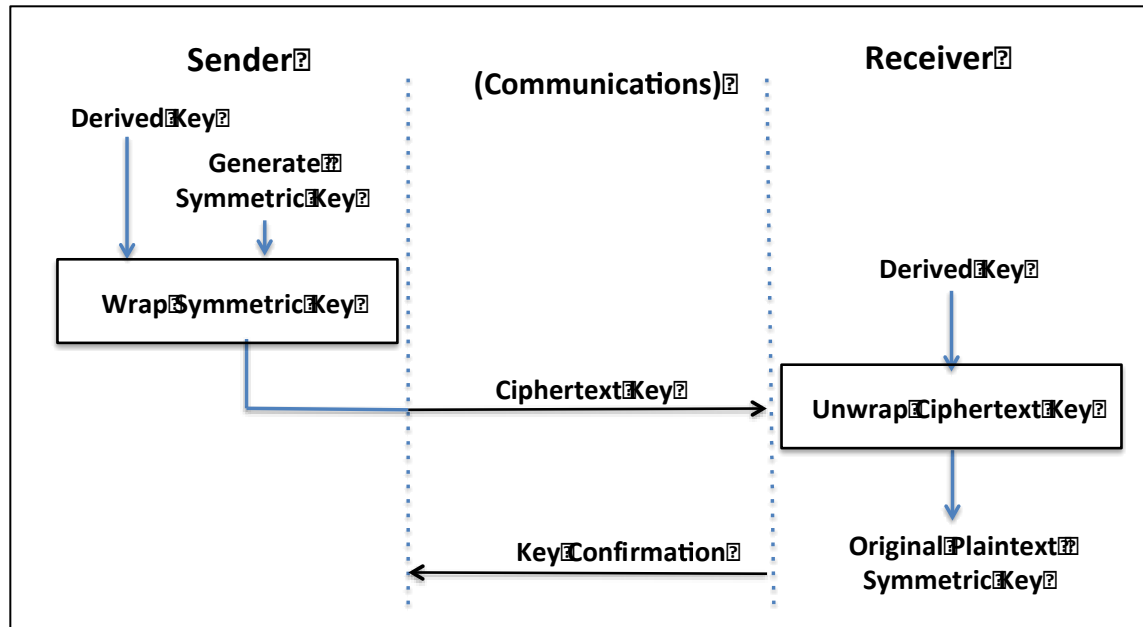 Sender
Receiver
(Communications)
Derived Key
Generate
Symmetric Key
Wrap Symmetric Key
Derived Key
Ciphertext Key
Unwrap Ciphertext Key
Key Confirmation
Original Plaintext
Symmetric Key